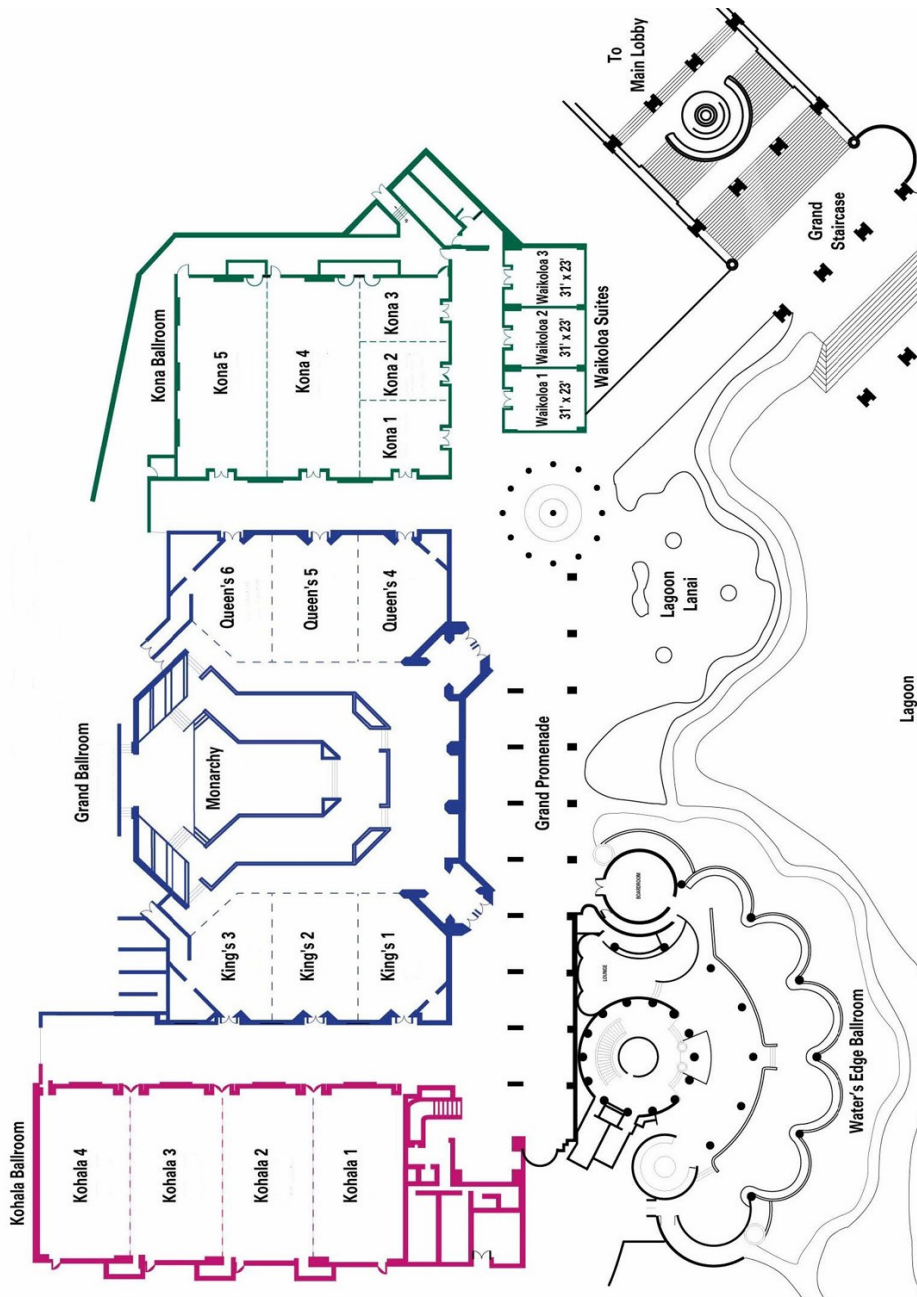 Kohala Ballroom
Kohala 4
Kohala 3
Kohala 2
Kohala 1
Grand Ballroom
Monarchy
King's 3
King's 2
King's 1
Queen's 6
Queen's 5
Queen's 4
Kona Ballroom
Kona 5
Kona 4
Kona 1
Kona 2
Kona 3
Waikoloa 1
31' x 23'
Waikoloa 2
31' x 23'
Waikoloa 3
31' x 23'
Waikoloa Suites
Grand Promenade
To
Main Lobby
Grand
Staircase
Lagoon
Lanai
Lagoon
BOARDROOM
LOUNGE
Water's Edge Ballroom